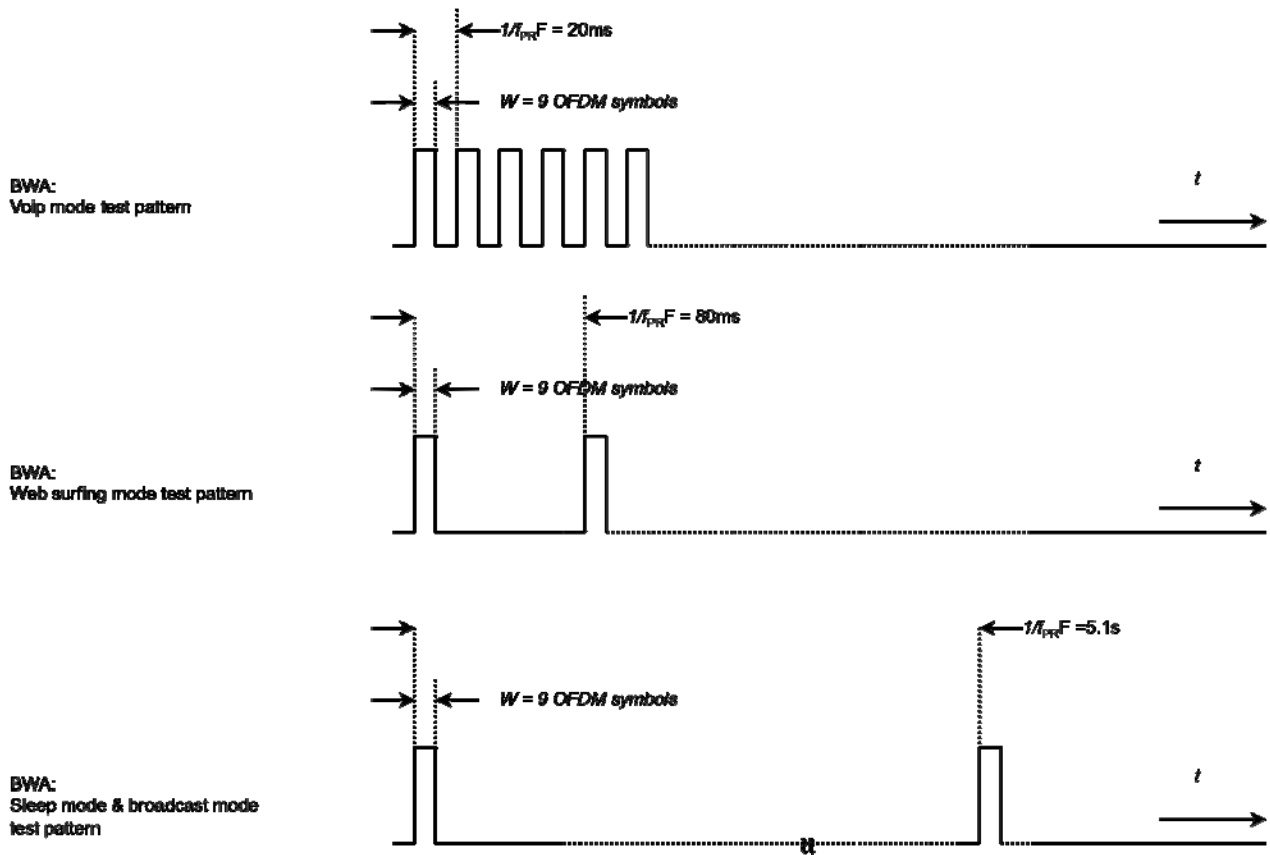 1/fPRF = 20ms
W = 9 OFDM symbols
BWA:
Voip mode test pattern
t
1/fPRF = 80ms
W = 9 OFDM symbols
BWA:
Web surfing mode test pattern
t
1/fPRF =5.1s
W = 9 OFDM symbols
BWA:
Sleep mode & broadcast mode
test pattern
t